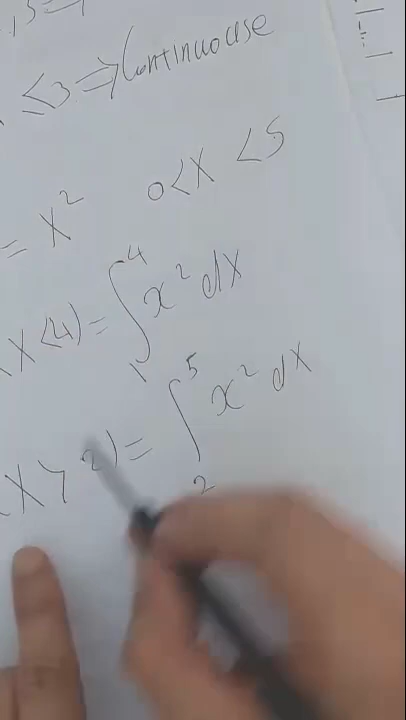 ≤3 ⇒ Continuouse
= x² 0<X <5
X<4) = ∫₁⁴ x² dx
X>2) = ∫₂⁵ x² dx